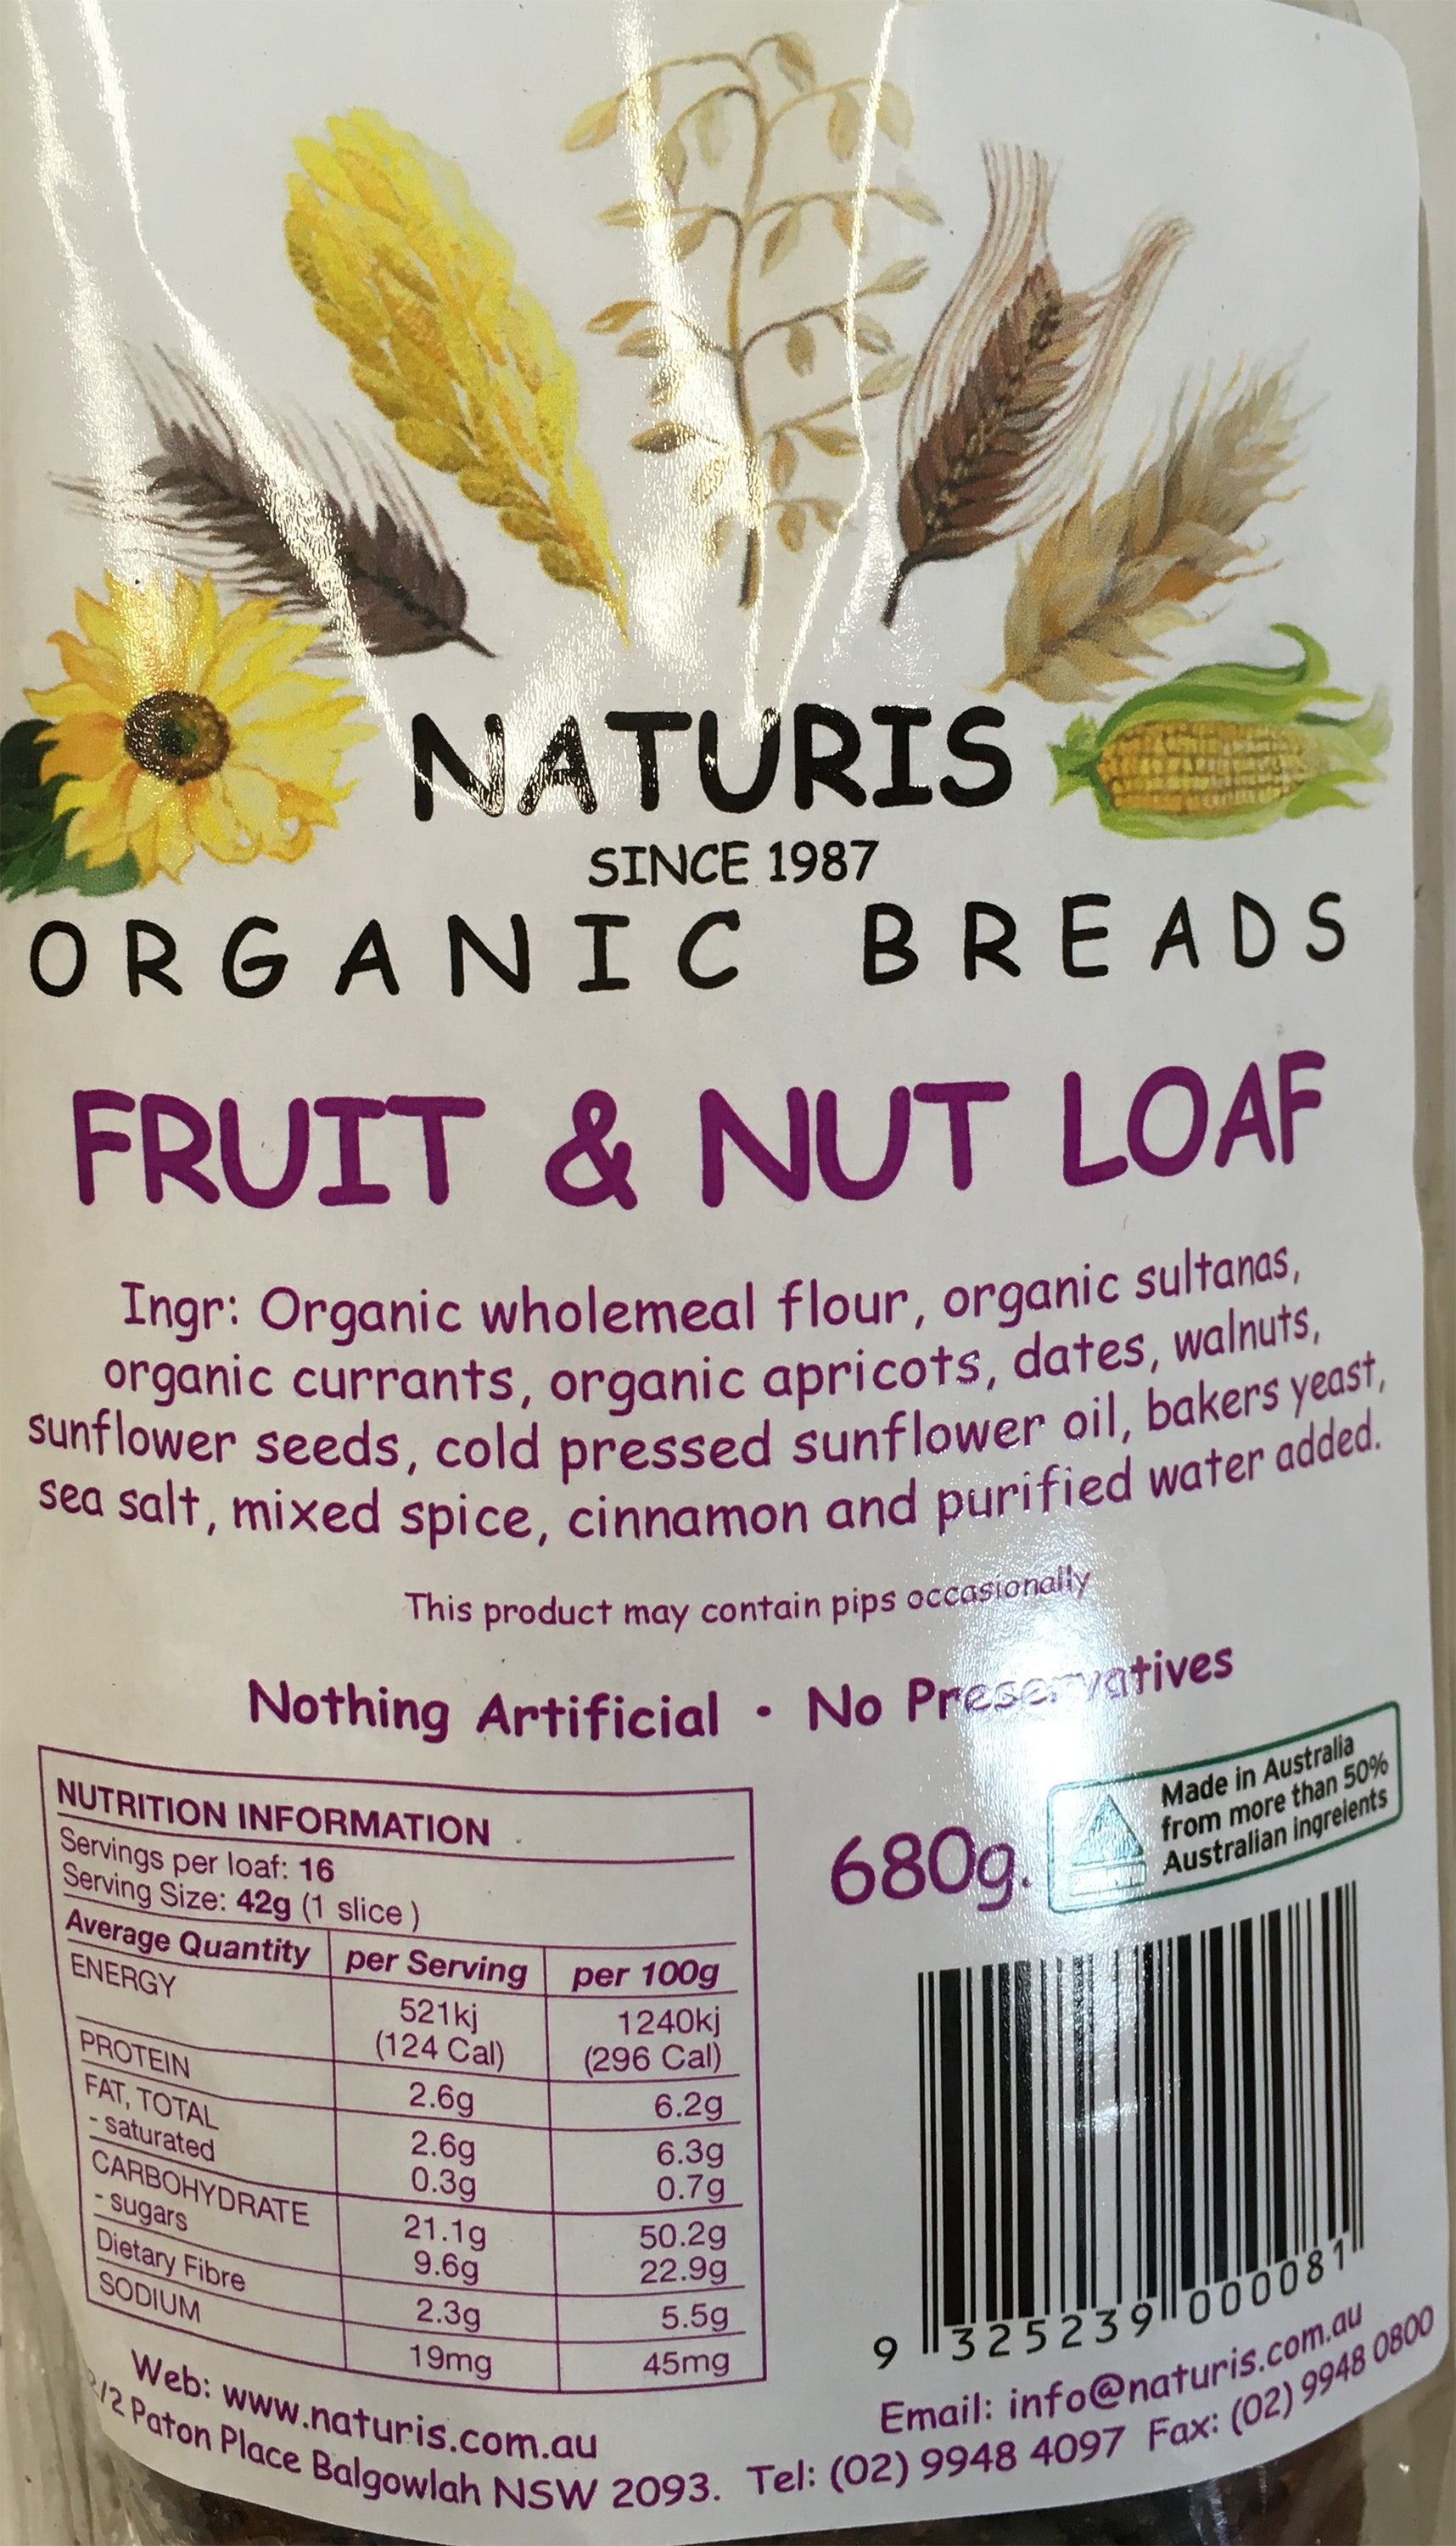 NATURIS
SINCE 1987
ORGANIC BREADS
FRUIT & NUT LOAF
Ingr: Organic wholemeal flour, organic sultanas,
organic currants, organic apricots, dates, walnuts,
sunflower seeds, cold pressed sunflower oil, bakers yeast,
sea salt, mixed spice, cinnamon and purified water added.
This product may contain pips occasionally
Nothing Artificial · No Preservatives
NUTRITION INFORMATION
Servings per loaf: 16
Serving Size: 42g (1 slice )
Average Quantity per Serving per 100g
ENERGY 521kj 1240kj
(124 Cal) (296 Cal)
PROTEIN 2.6g 6.2g
FAT, TOTAL 2.6g 6.3g
- saturated 0.3g 0.7g
CARBOHYDRATE 21.1g 50.2g
- sugars 9.6g 22.9g
Dietary Fibre 2.3g 5.5g
SODIUM 19mg 45mg
680g.
Made in Australia
from more than 50%
Australian ingreients
9 325239 000081
Web: www.naturis.com.au Email: info@naturis.com.au
/2 Paton Place Balgowlah NSW 2093. Tel: (02) 9948 4097 Fax: (02) 9948 0800